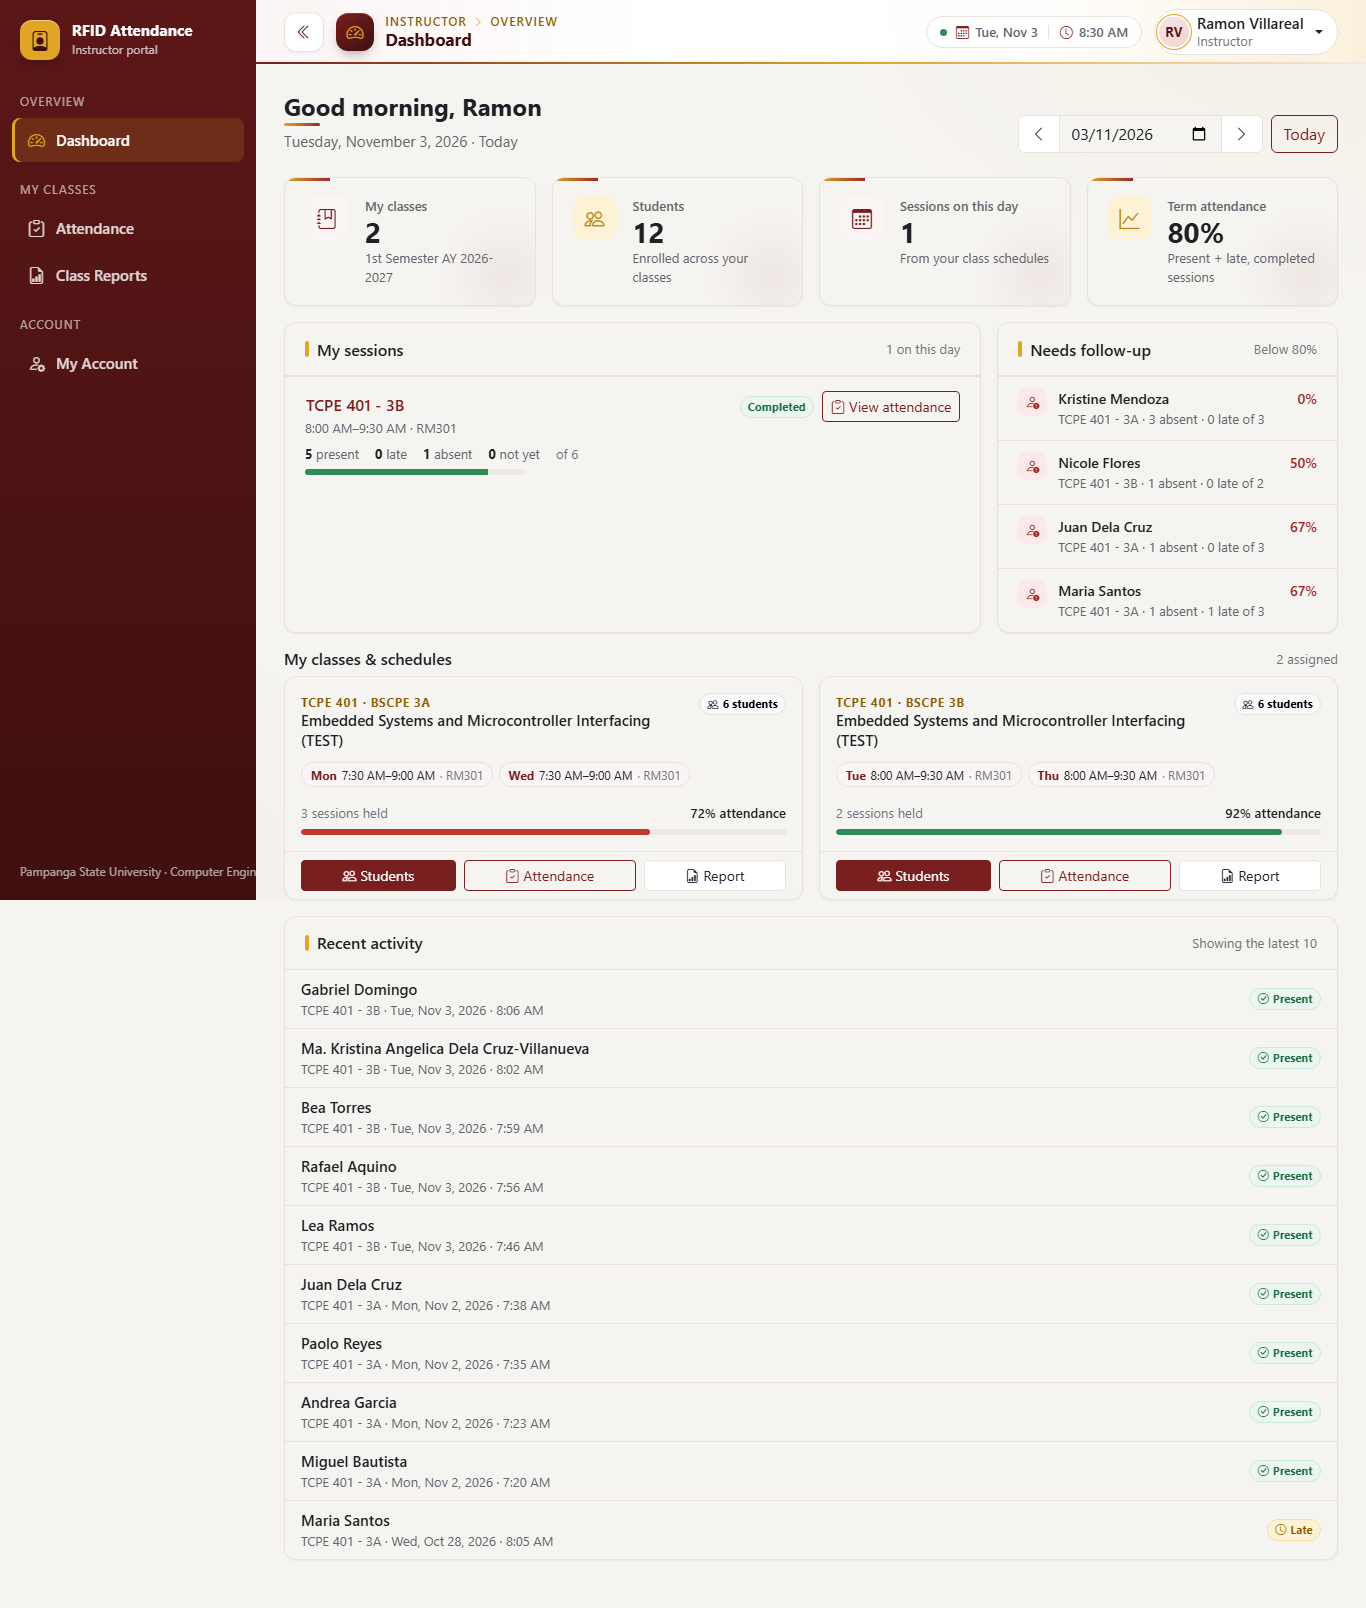 RFID Attendance
Instructor portal
OVERVIEW
Dashboard
MY CLASSES
Attendance
Class Reports
ACCOUNT
My Account
Pampanga State University · Computer Engin
INSTRUCTOR > OVERVIEW
Dashboard
Tue, Nov 3
8:30 AM
RV
Ramon Villareal
Instructor
Good morning, Ramon
Tuesday, November 3, 2026 · Today
03/11/2026
Today
My classes
2
1st Semester AY 2026-
2027
Students
12
Enrolled across your
classes
Sessions on this day
1
From your class schedules
Term attendance
80%
Present + late, completed
sessions
My sessions
1 on this day
TCPE 401 - 3B
Completed
View attendance
8:00 AM–9:30 AM · RM301
5 present 0 late 1 absent 0 not yet of 6
Needs follow-up
Below 80%
Kristine Mendoza
0%
TCPE 401 - 3A · 3 absent · 0 late of 3
Nicole Flores
50%
TCPE 401 - 3B · 1 absent · 0 late of 2
Juan Dela Cruz
67%
TCPE 401 - 3A · 1 absent · 0 late of 3
Maria Santos
67%
TCPE 401 - 3A · 1 absent · 1 late of 3
My classes & schedules
2 assigned
TCPE 401 · BSCPE 3A
6 students
Embedded Systems and Microcontroller Interfacing
(TEST)
Mon 7:30 AM–9:00 AM · RM301
Wed 7:30 AM–9:00 AM · RM301
3 sessions held
72% attendance
Students
Attendance
Report
TCPE 401 · BSCPE 3B
6 students
Embedded Systems and Microcontroller Interfacing
(TEST)
Tue 8:00 AM–9:30 AM · RM301
Thu 8:00 AM–9:30 AM · RM301
2 sessions held
92% attendance
Students
Attendance
Report
Recent activity
Showing the latest 10
Gabriel Domingo
TCPE 401 - 3B · Tue, Nov 3, 2026 · 8:06 AM
Present
Ma. Kristina Angelica Dela Cruz-Villanueva
TCPE 401 - 3B · Tue, Nov 3, 2026 · 8:02 AM
Present
Bea Torres
TCPE 401 - 3B · Tue, Nov 3, 2026 · 7:59 AM
Present
Rafael Aquino
TCPE 401 - 3B · Tue, Nov 3, 2026 · 7:56 AM
Present
Lea Ramos
TCPE 401 - 3B · Tue, Nov 3, 2026 · 7:46 AM
Present
Juan Dela Cruz
TCPE 401 - 3A · Mon, Nov 2, 2026 · 7:38 AM
Present
Paolo Reyes
TCPE 401 - 3A · Mon, Nov 2, 2026 · 7:35 AM
Present
Andrea Garcia
TCPE 401 - 3A · Mon, Nov 2, 2026 · 7:23 AM
Present
Miguel Bautista
TCPE 401 - 3A · Mon, Nov 2, 2026 · 7:20 AM
Present
Maria Santos
TCPE 401 - 3A · Wed, Oct 28, 2026 · 8:05 AM
Late